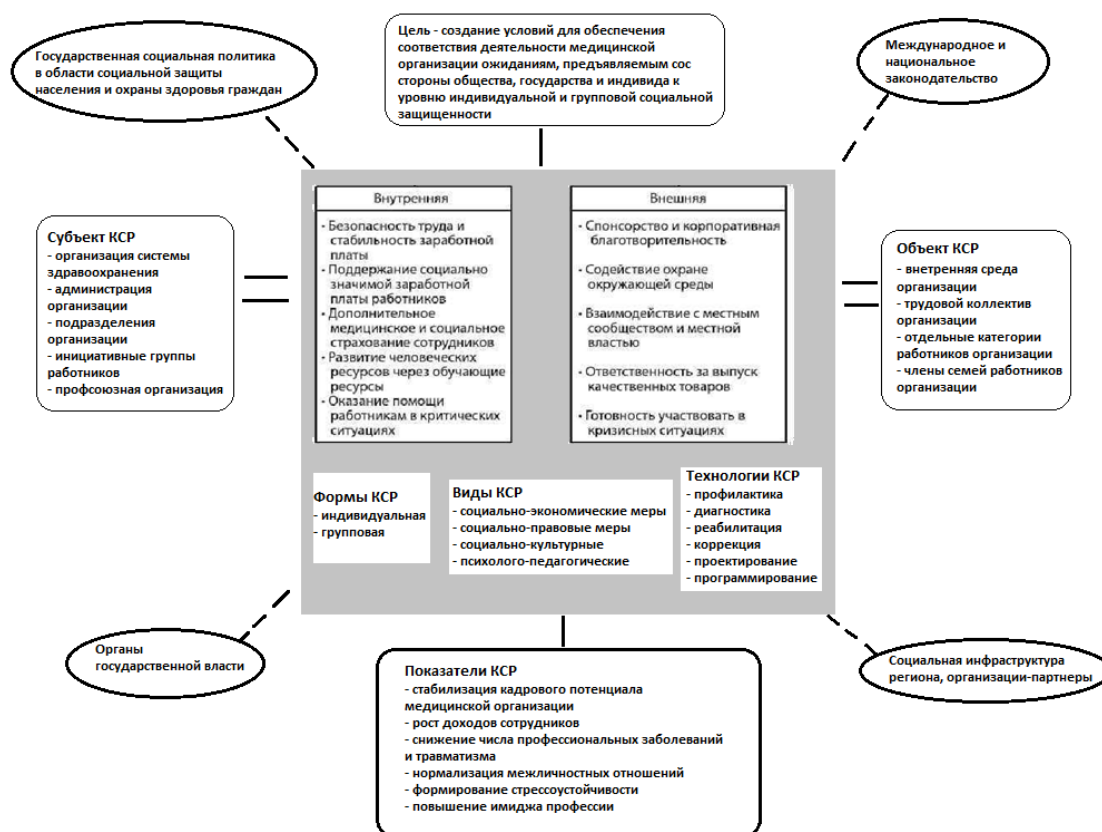 Государственная социальная политика
в области социальной защиты
населения и охраны здоровья граждан
Цель - создание условий для обеспечения
соответствия деятельности медицинской
организации ожиданиям, предъявляемым сос
стороны общества, государства и индивида к
уровню индивидуальной и групповой социальной
защищенности
Международное и
национальное
законодательство
Субъект КСР
- организация системы
здравоохранения
- администрация
организации
- подразделения
организации
- инициативные группы
работников
- профсоюзная организация
Внутренняя
• Безопасность труда и
стабильность заработной
платы
• Поддержание социально
значимой заработной
платы работников
• Дополнительное
медицинское и социальное
страхование сотрудников
• Развитие человеческих
ресурсов через обучающие
ресурсы
• Оказание помощи
работникам в критических
ситуациях
Внешняя
• Спонсорство и корпоративная
благотворительность
• Содействие охране
окружающей среды
• Взаимодействие с местным
сообществом и местной
властью
• Ответственность за выпуск
качественных товаров
• Готовность участвовать в
кризисных ситуациях
Объект КСР
- внетренняя среда
организации
- трудовой коллектив
организации
- отдельные категории
работников организации
- члены семей работников
организации
Формы КСР
- индивидуальная
- групповая
Виды КСР
- социально-экономические меры
- социально-правовые меры
- социально-культурные
- психолого-педагогические
Технологии КСР
- профилактика
- диагностика
- реабилитация
- коррекция
- проектирование
- программирование
Органы
государственной власти
Показатели КСР
- стабилизация кадрового потенциала
медицинской организации
- рост доходов сотрудников
- снижение числа профессиональных заболеваний
и травматизма
- нормализация межличностных отношений
- формирование стрессоустойчивости
- повышение имиджа профессии
Социальная инфраструктура
региона, организации-партнеры